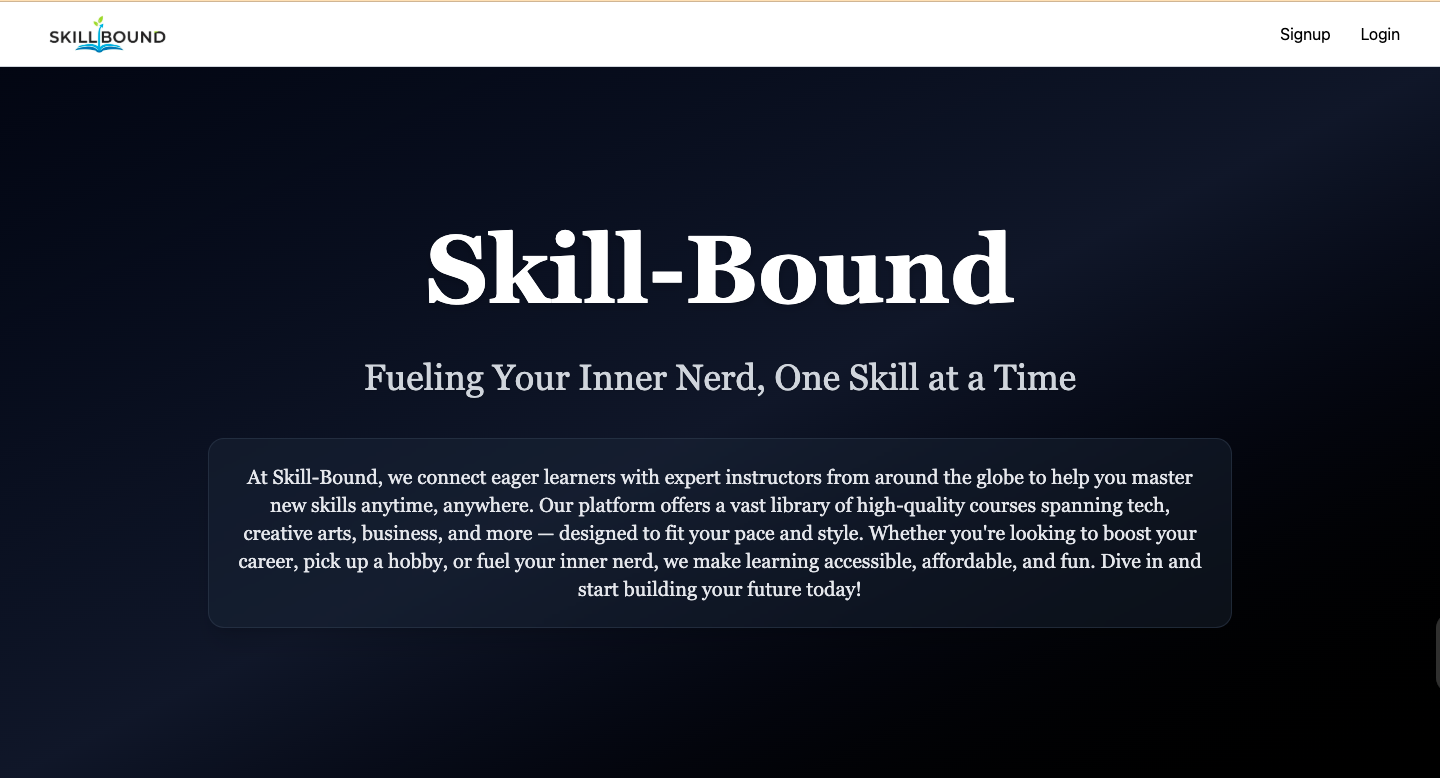 SKILLBOUND
Signup Login
Skill-Bound
Fueling Your Inner Nerd, One Skill at a Time
At Skill-Bound, we connect eager learners with expert instructors from around the globe to help you master
new skills anytime, anywhere. Our platform offers a vast library of high-quality courses spanning tech,
creative arts, business, and more — designed to fit your pace and style. Whether you're looking to boost your
career, pick up a hobby, or fuel your inner nerd, we make learning accessible, affordable, and fun. Dive in and
start building your future today!